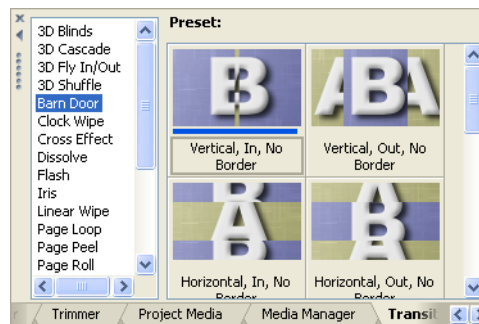 Preset:
3D Blinds
3D Cascade
3D Fly In/Out
3D Shuffle
Barn Door
Clock Wipe
Cross Effect
Dissolve
Flash
Iris
Linear Wipe
Page Loop
Page Peel
Page Roll
B
ABA
Vertical, In, No
Border
Vertical, Out, No
Border
B
A
B
A
B
A
Horizontal, In, No
Border
Horizontal, Out, No
Border
Trimmer
Project Media
Media Manager
Transit